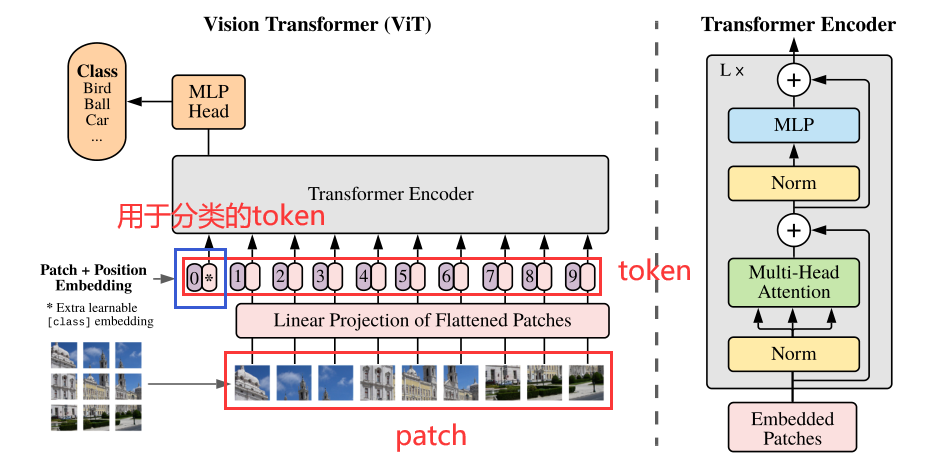 Vision Transformer (ViT)
Class
Bird
Ball
Car
...
MLP
Head
Transformer Encoder
用于分类的token
Patch + Position
Embedding
* Extra learnable
[class] embedding
0 * 1 2 3 4 5 6 7 8 9
token
Linear Projection of Flattened Patches
patch
Transformer Encoder
L ×
+
MLP
Norm
+
Multi-Head
Attention
Norm
Embedded
Patches